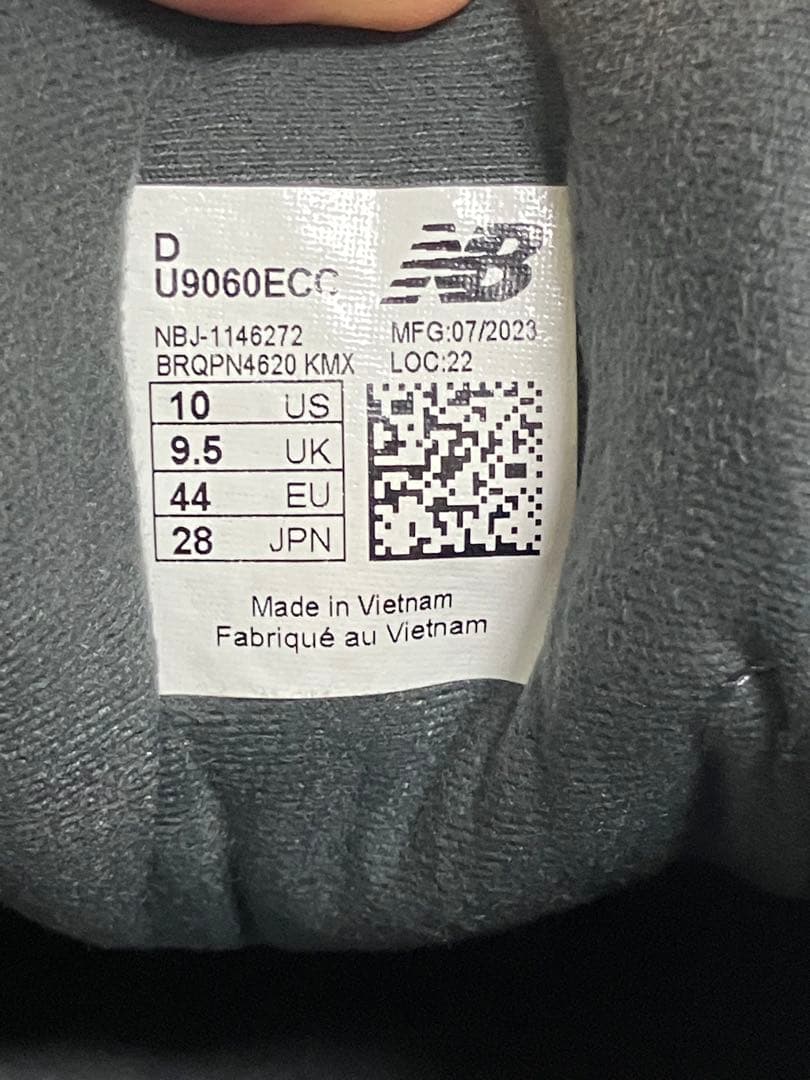 D
U9060ECC
NB
NBJ-1146272
MFG:07/2023
BRQPN4620 KMX
LOC:22
10 US
9.5 UK
44 EU
28 JPN
Made in Vietnam
Fabriqué au Vietnam